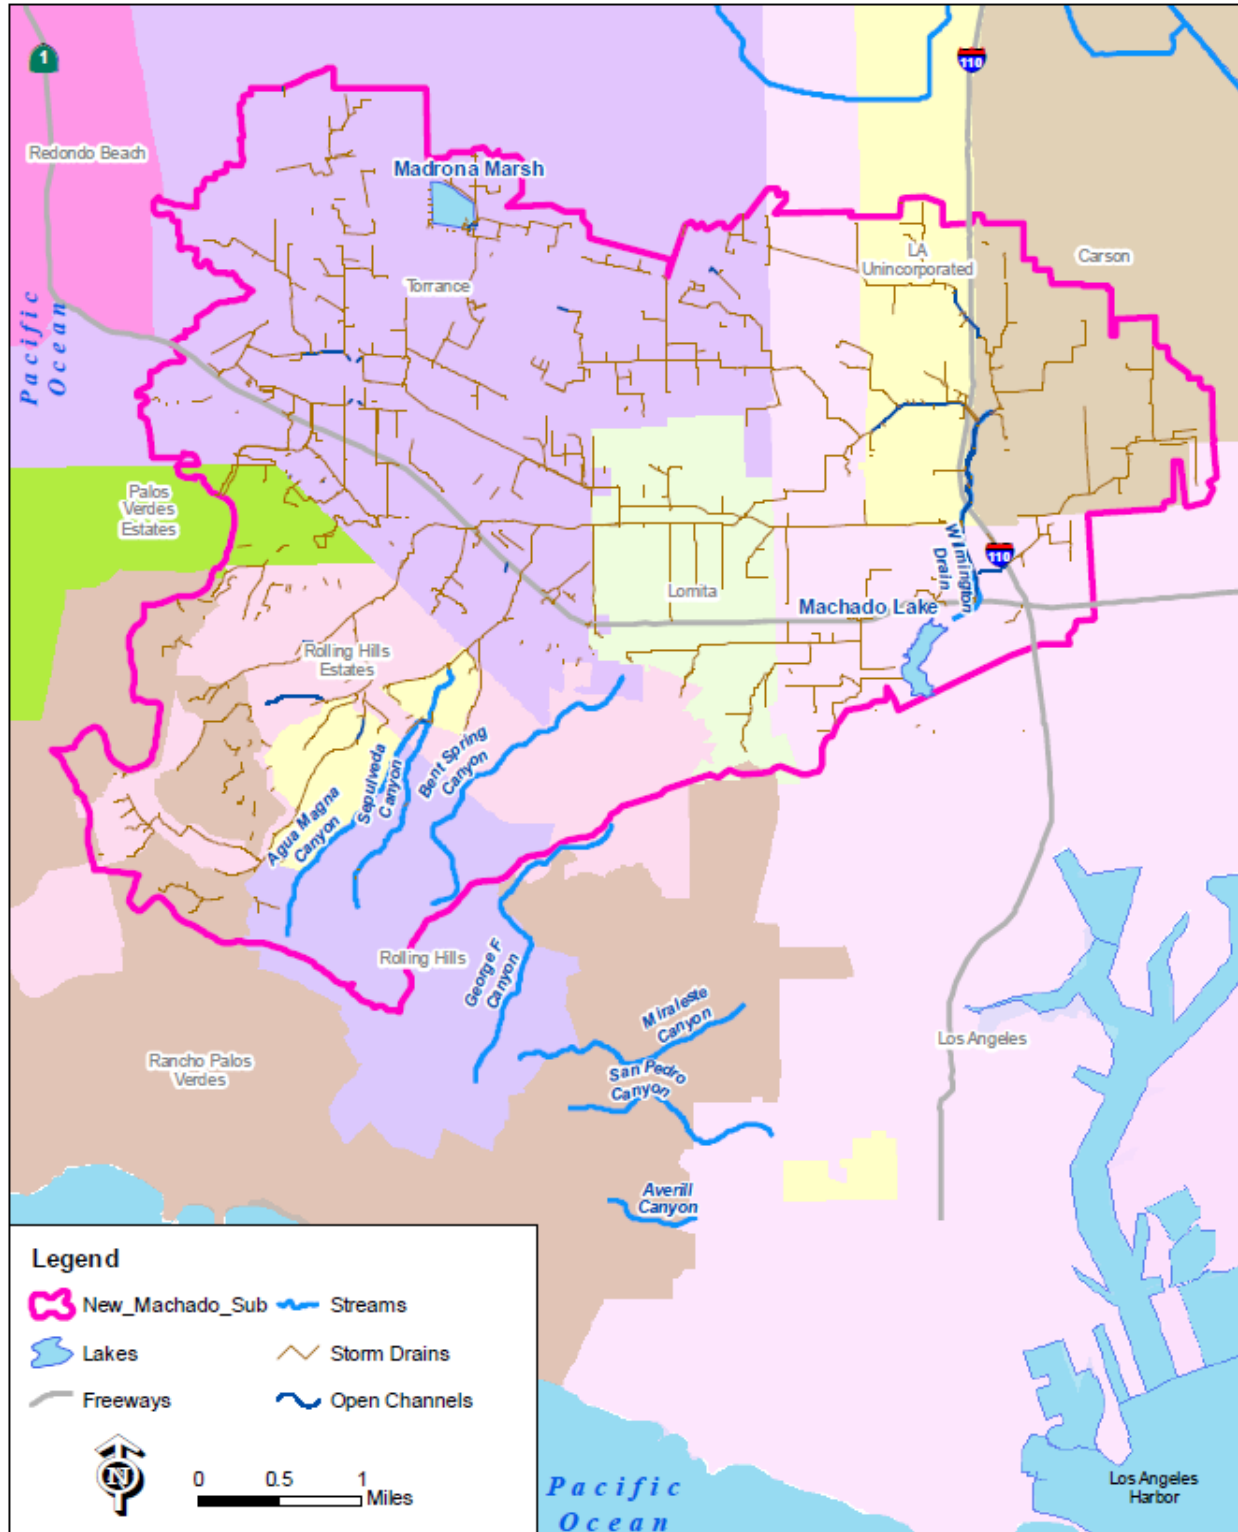 1
110
Redondo Beach
Madrona Marsh
Torrance
LA
Unincorporated
Carson
Pacific
Ocean
Palos
Verdes
Estates
Lomita
Wilmington
Drain
110
Machado Lake
Rolling Hills
Estates
Bent Spring
Canyon
Sepulveda
Canyon
Agua Magna
Canyon
Rolling Hills
George F
Canyon
Miraleste
Canyon
San Pedro
Canyon
Los Angeles
Rancho Palos
Verdes
Averill
Canyon
Legend
New_Machado_Sub
Streams
Lakes
Storm Drains
Freeways
Open Channels
N
0 0.5 1
Miles
Pacific
Ocean
Los Angeles
Harbor